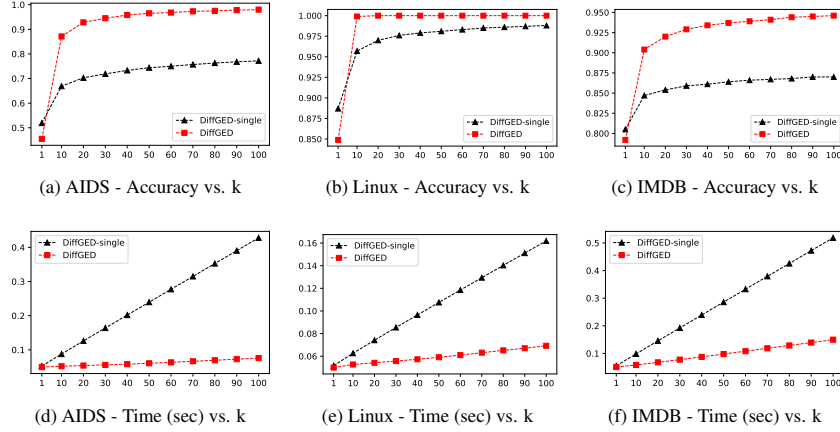 1.0
0.9
0.8
0.7
0.6
0.5
DiffGED-single
DiffGED
1 10 20 30 40 50 60 70 80 90 100
(a) AIDS - Accuracy vs. k
1.000
0.975
0.950
0.925
0.900
0.875
0.850
DiffGED-single
DiffGED
1 10 20 30 40 50 60 70 80 90 100
(b) Linux - Accuracy vs. k
0.950
0.925
0.900
0.875
0.850
0.825
0.800
DiffGED-single
DiffGED
1 10 20 30 40 50 60 70 80 90 100
(c) IMDB - Accuracy vs. k
0.4
0.3
0.2
0.1
DiffGED-single
DiffGED
1 10 20 30 40 50 60 70 80 90 100
(d) AIDS - Time (sec) vs. k
0.16
0.14
0.12
0.10
0.08
0.06
DiffGED-single
DiffGED
1 10 20 30 40 50 60 70 80 90 100
(e) Linux - Time (sec) vs. k
0.5
0.4
0.3
0.2
0.1
DiffGED-single
DiffGED
1 10 20 30 40 50 60 70 80 90 100
(f) IMDB - Time (sec) vs. k